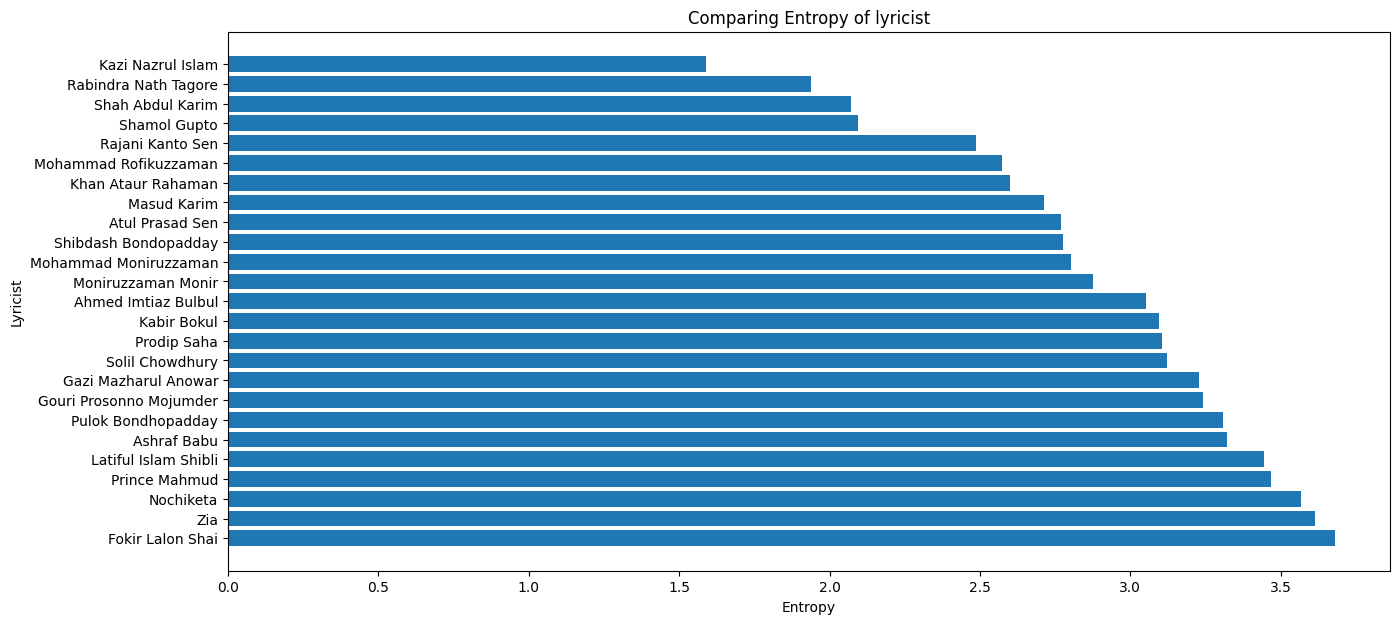 Comparing Entropy of lyricist
Lyricist
Kazi Nazrul Islam
Rabindra Nath Tagore
Shah Abdul Karim
Shamol Gupto
Rajani Kanto Sen
Mohammad Rofikuzzaman
Khan Ataur Rahaman
Masud Karim
Atul Prasad Sen
Shibdash Bondopadday
Mohammad Moniruzzaman
Moniruzzaman Monir
Ahmed Imtiaz Bulbul
Kabir Bokul
Prodip Saha
Solil Chowdhury
Gazi Mazharul Anowar
Gouri Prosonno Mojumder
Pulok Bondhopadday
Ashraf Babu
Latiful Islam Shibli
Prince Mahmud
Nochiketa
Zia
Fokir Lalon Shai
0.0 0.5 1.0 1.5 2.0 2.5 3.0 3.5
Entropy